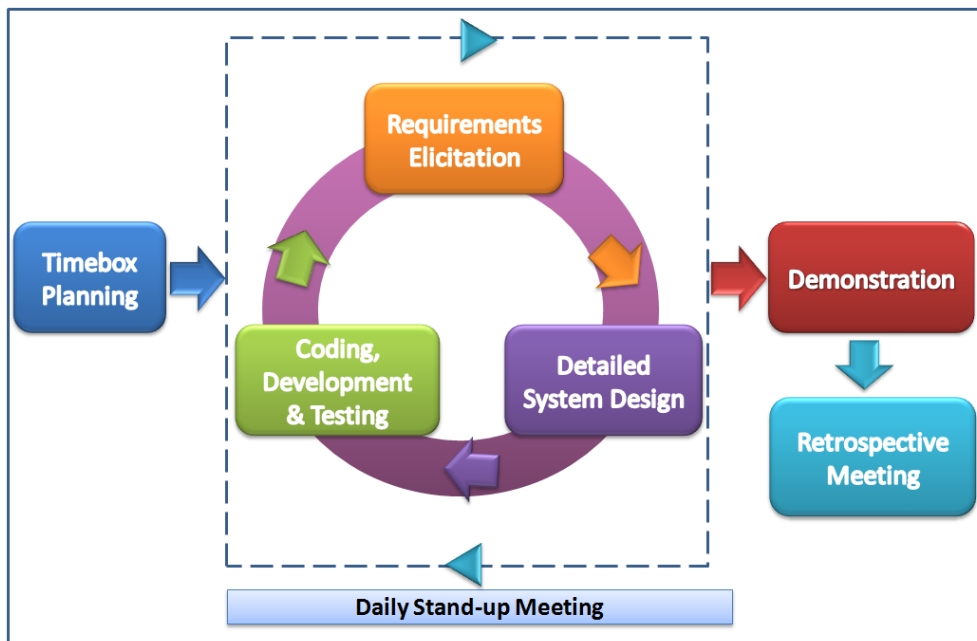 Requirements
Elicitation
Timebox
Planning
Demonstration
Coding,
Development
& Testing
Detailed
System Design
Retrospective
Meeting
Daily Stand-up Meeting